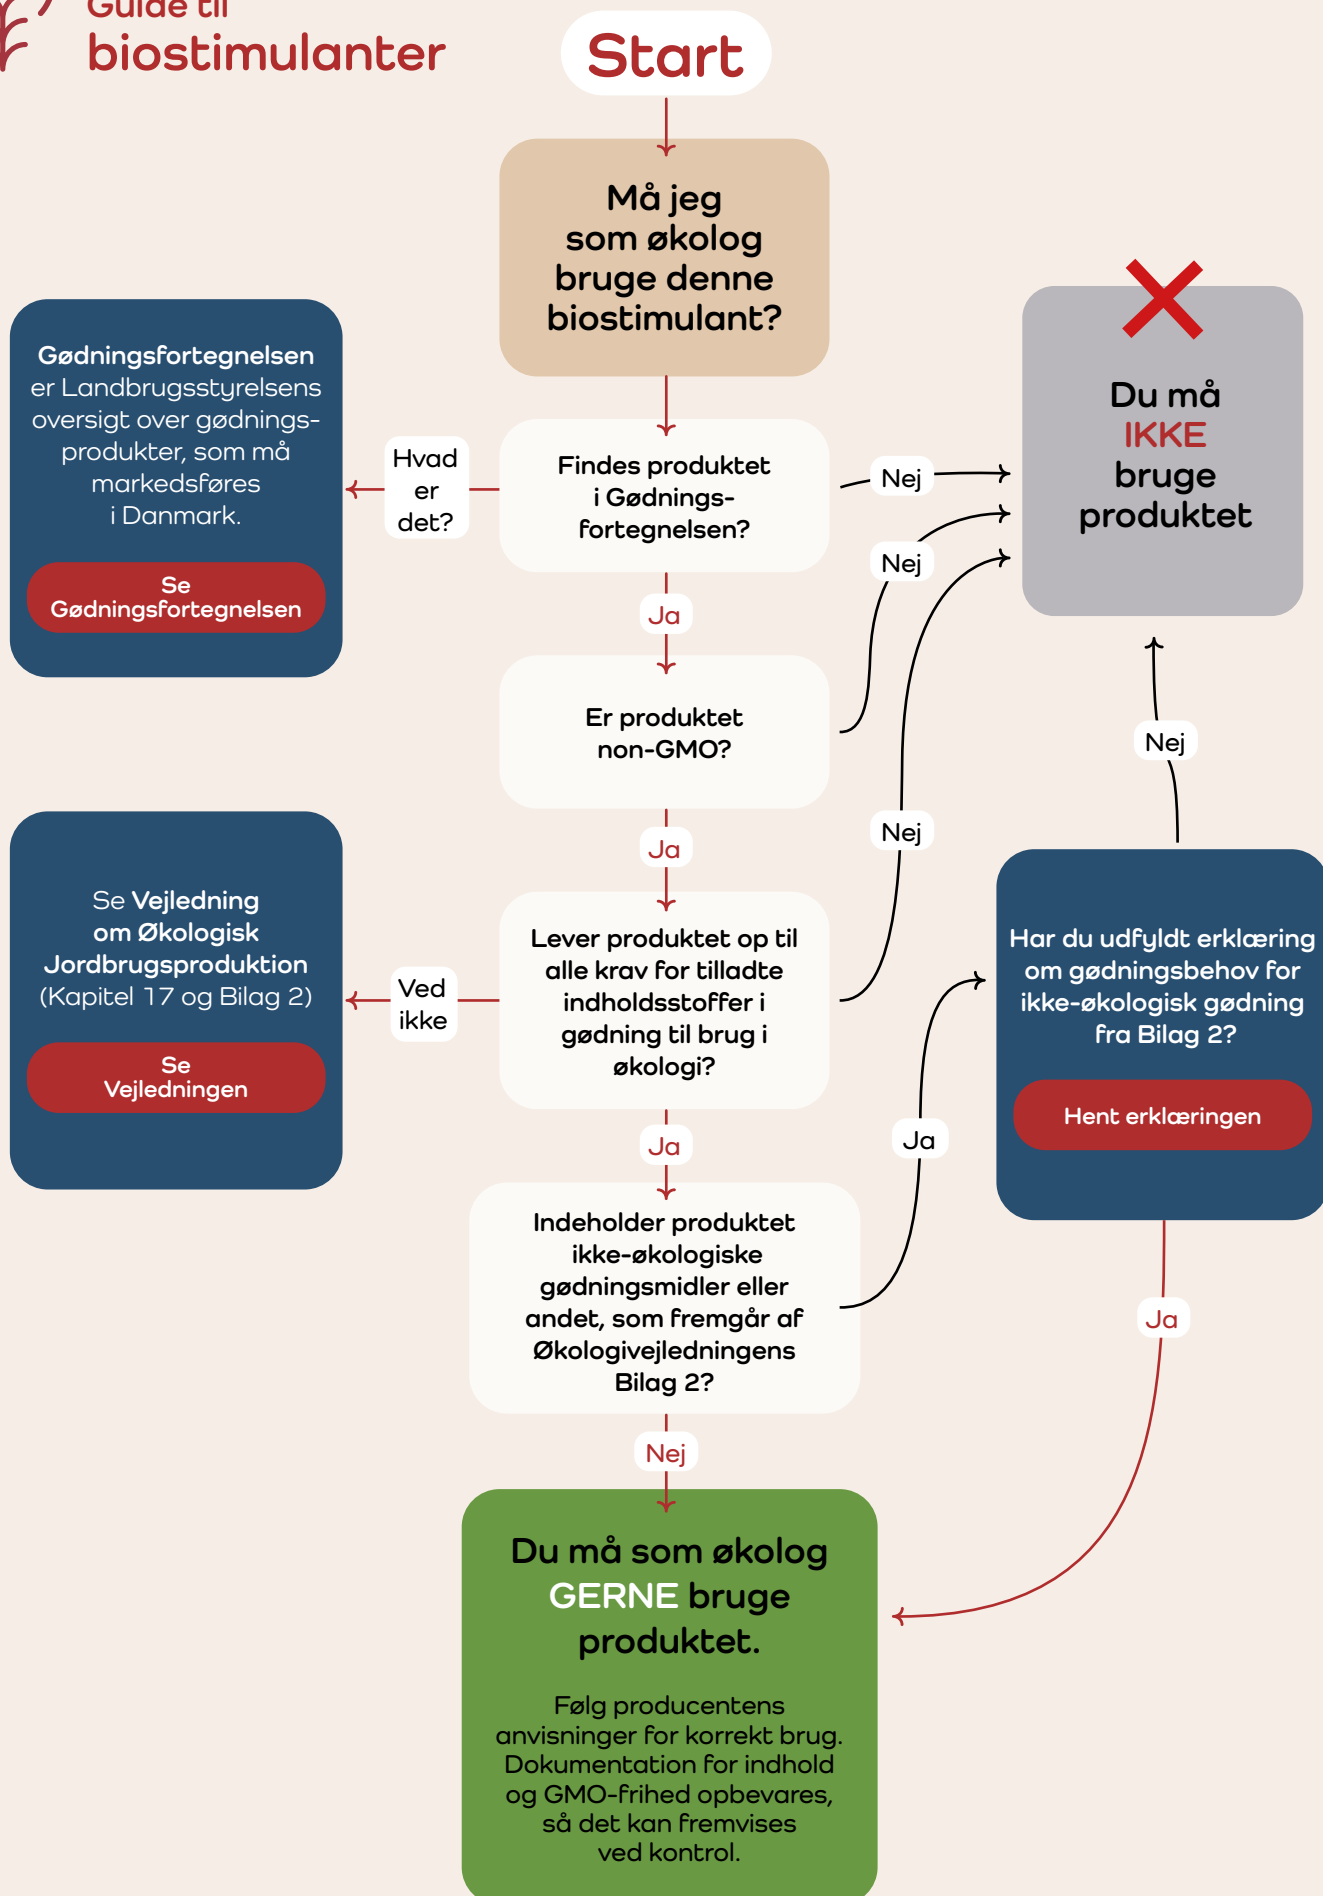 Guide til
biostimulanter
Start
Må jeg
som økolog
bruge denne
biostimulant?
Gødningsfortegnelsen
er Landbrugsstyrelsens
oversigt over gødnings-
produkter, som må
markedsføres
i Danmark.
Se
Gødningsfortegnelsen
Hvad
er
det?
Findes produktet
i Gødnings-
fortegnelsen?
Nej
Du må
IKKE
bruge
produktet
Ja
Er produktet
non-GMO?
Nej
Ja
Lever produktet op til
alle krav for tilladte
indholdsstoffer i
gødning til brug i
økologi?
Nej
Ved
ikke
Se Vejledning
om Økologisk
Jordbrugsproduktion
(Kapitel 17 og Bilag 2)
Se
Vejledningen
Ja
Indeholder produktet
ikke-økologiske
gødningsmidler eller
andet, som fremgår af
Økologivejledningens
Bilag 2?
Ja
Har du udfyldt erklæring
om gødningsbehov for
ikke-økologisk gødning
fra Bilag 2?
Hent erklæringen
Nej
Ja
Nej
Du må som økolog
GERNE bruge
produktet.
Følg producentens
anvisninger for korrekt brug.
Dokumentation for indhold
og GMO-frihed opbevares,
så det kan fremvises
ved kontrol.